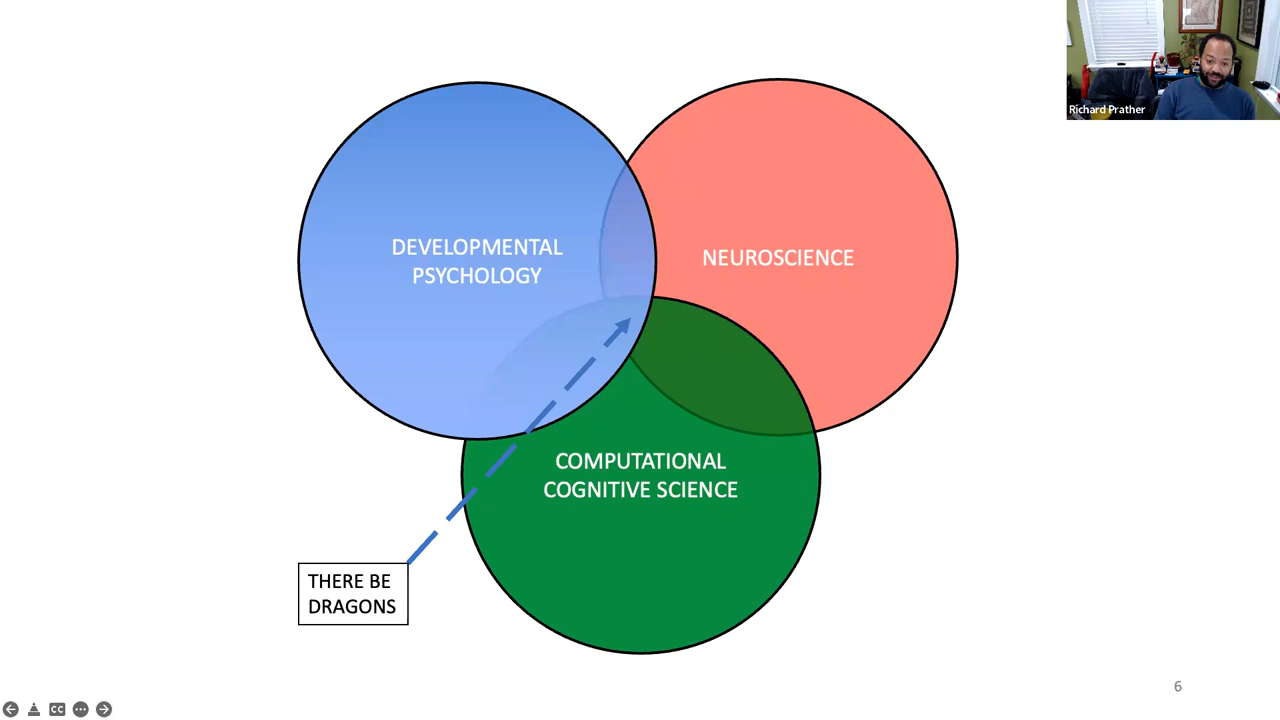 Richard Prather
DEVELOPMENTAL
PSYCHOLOGY
NEUROSCIENCE
COMPUTATIONAL
COGNITIVE SCIENCE
THERE BE
DRAGONS
6
CC